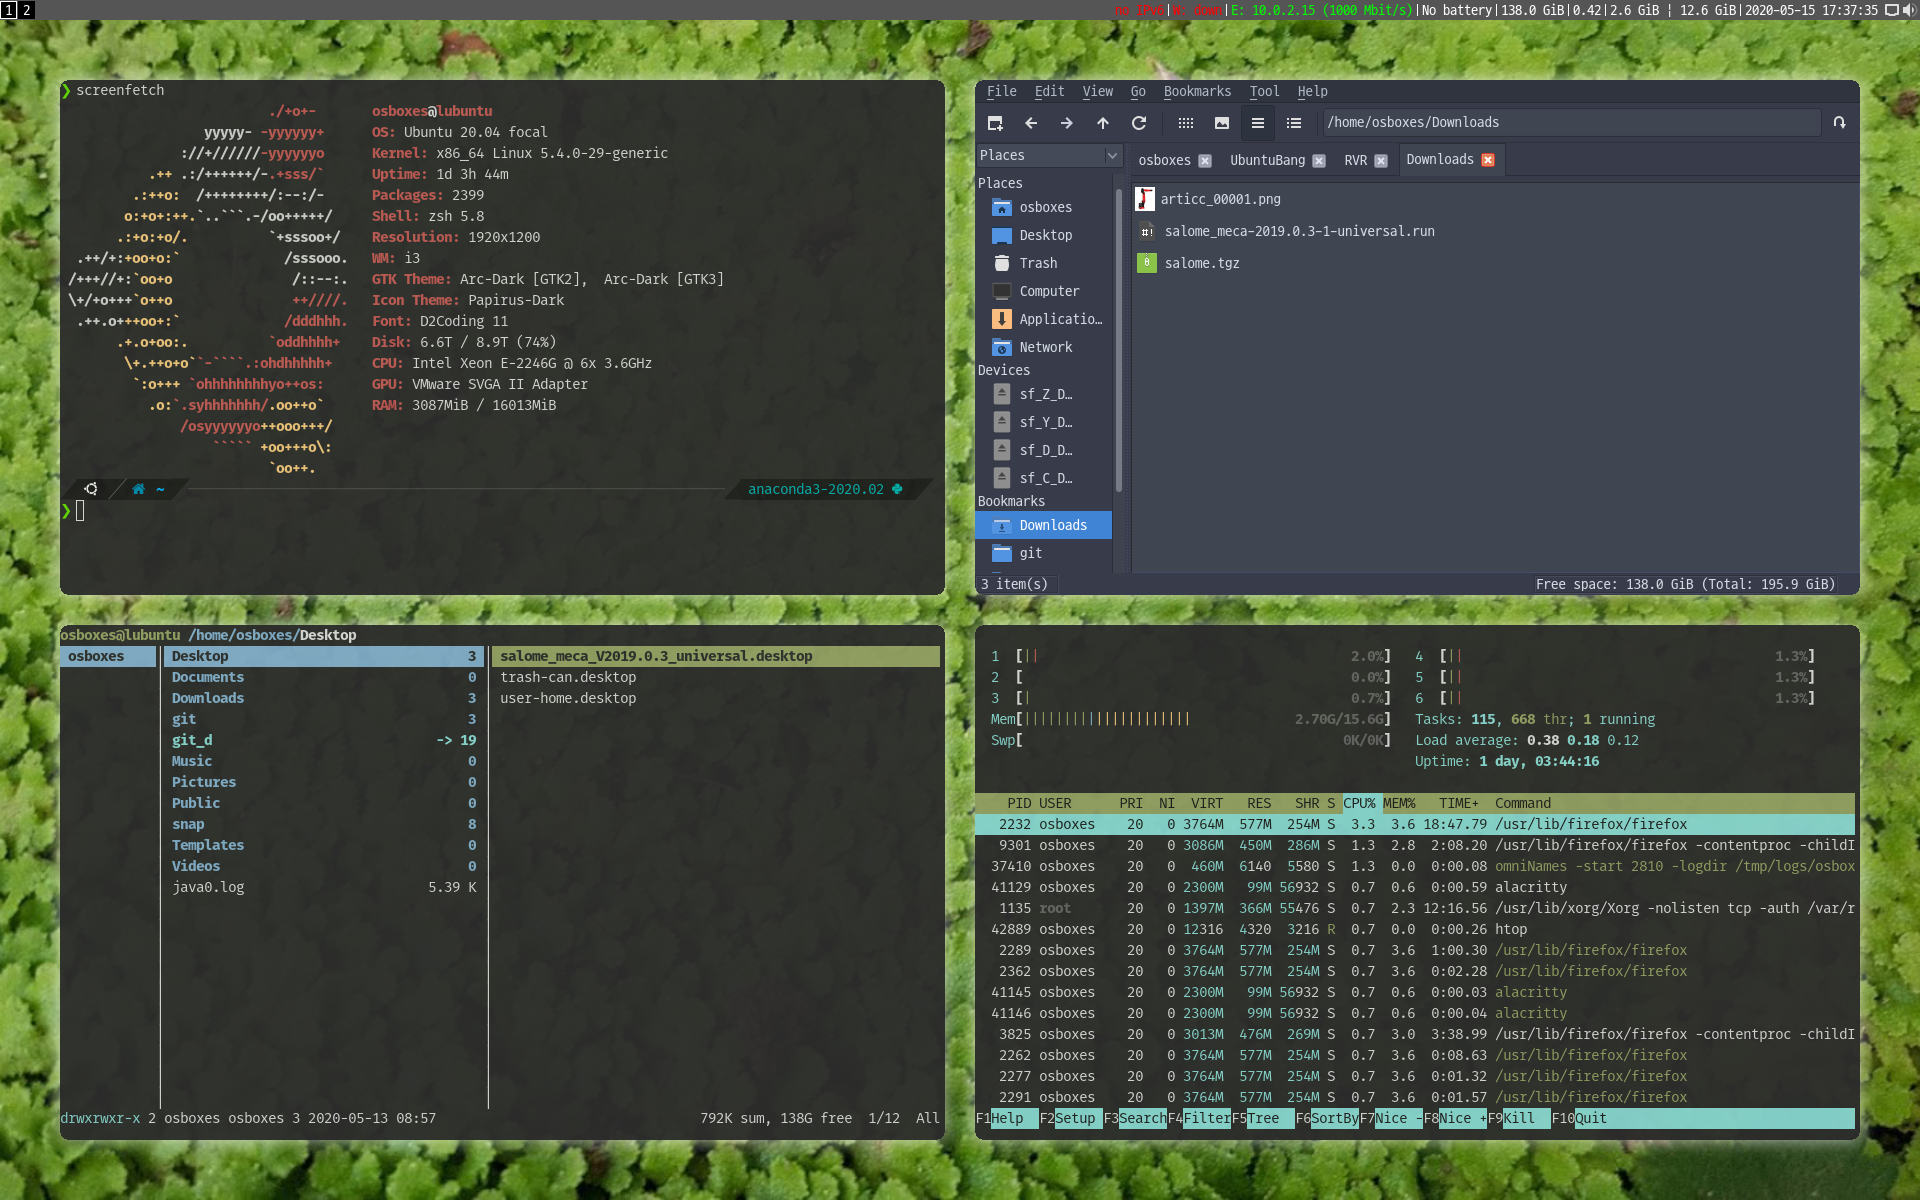 1 2
no IPv6|W: down|E: 10.0.2.15 (1000 Mbit/s)|No battery|138.0 GiB|0.42|2.6 GiB ¦ 12.6 GiB|2020-05-15 17:37:35
❯ screenfetch
./+o+-
yyyyy- -yyyyyy+
://+//////-yyyyyyo
.++ .:/++++++/-.+sss/`
.:++o: /++++++++/:--:/-
o:+o+:++.`..```.-/oo+++++/
.:+o:+o/. `+sssoo+/
.++/+:+oo+o:` /sssooo.
/+++//+:`oo+o /::--:.
\+/+o+++`o++o ++////.
.++.o+++oo+:` /dddhhh.
.+.o+oo:. `oddhhhh+
\+.++o+o``-````.:ohdhhhhh+
`:o+++ `ohhhhhhhhyo++os:
.o:`.syhhhhhhh/.oo++o`
/osyyyyyyo++ooo+++/
````` +oo+++o\:
`oo++.
osboxes@lubuntu
OS: Ubuntu 20.04 focal
Kernel: x86_64 Linux 5.4.0-29-generic
Uptime: 1d 3h 44m
Packages: 2399
Shell: zsh 5.8
Resolution: 1920x1200
WM: i3
GTK Theme: Arc-Dark [GTK2], Arc-Dark [GTK3]
Icon Theme: Papirus-Dark
Font: D2Coding 11
Disk: 6.6T / 8.9T (74%)
CPU: Intel Xeon E-2246G @ 6x 3.6GHz
GPU: VMware SVGA II Adapter
RAM: 3087MiB / 16013MiB
~ anaconda3-2020.02
❯
File Edit View Go Bookmarks Tool Help
/home/osboxes/Downloads
Places
osboxes UbuntuBang RVR Downloads
Places
osboxes
Desktop
Trash
Computer
Applicatio…
Network
Devices
sf_Z_D…
sf_Y_D…
sf_D_D…
sf_C_D…
Bookmarks
Downloads
git
articc_00001.png
salome_meca-2019.0.3-1-universal.run
salome.tgz
3 item(s)
Free space: 138.0 GiB (Total: 195.9 GiB)
osboxes@lubuntu /home/osboxes/Desktop
osboxes
Desktop 3
Documents 0
Downloads 3
git 3
git_d -> 19
Music 0
Pictures 0
Public 0
snap 8
Templates 0
Videos 0
java0.log 5.39 K
salome_meca_V2019.0.3_universal.desktop
trash-can.desktop
user-home.desktop
drwxrwxr-x 2 osboxes osboxes 3 2020-05-13 08:57 792K sum, 138G free 1/12 All
1 [|| 2.0%] 4 [|| 1.3%]
2 [ 0.0%] 5 [|| 1.3%]
3 [| 0.7%] 6 [|| 1.3%]
Mem[||||||||||||||||||||| 2.70G/15.6G] Tasks: 115, 668 thr; 1 running
Swp[ 0K/0K] Load average: 0.38 0.18 0.12
Uptime: 1 day, 03:44:16
PID USER PRI NI VIRT RES SHR S CPU% MEM% TIME+ Command
2232 osboxes 20 0 3764M 577M 254M S 3.3 3.6 18:47.79 /usr/lib/firefox/firefox
9301 osboxes 20 0 3086M 450M 286M S 1.3 2.8 2:08.20 /usr/lib/firefox/firefox -contentproc -childI
37410 osboxes 20 0 460M 6140 5580 S 1.3 0.0 0:00.08 omniNames -start 2810 -logdir /tmp/logs/osbox
41129 osboxes 20 0 2300M 99M 56932 S 0.7 0.6 0:00.59 alacritty
1135 root 20 0 1397M 366M 55476 S 0.7 2.3 12:16.56 /usr/lib/xorg/Xorg -nolisten tcp -auth /var/r
42889 osboxes 20 0 12316 4320 3216 R 0.7 0.0 0:00.26 htop
2289 osboxes 20 0 3764M 577M 254M S 0.7 3.6 1:00.30 /usr/lib/firefox/firefox
2362 osboxes 20 0 3764M 577M 254M S 0.7 3.6 0:02.28 /usr/lib/firefox/firefox
41145 osboxes 20 0 2300M 99M 56932 S 0.7 0.6 0:00.03 alacritty
41146 osboxes 20 0 2300M 99M 56932 S 0.7 0.6 0:00.04 alacritty
3825 osboxes 20 0 3013M 476M 269M S 0.7 3.0 3:38.99 /usr/lib/firefox/firefox -contentproc -childI
2262 osboxes 20 0 3764M 577M 254M S 0.7 3.6 0:08.63 /usr/lib/firefox/firefox
2277 osboxes 20 0 3764M 577M 254M S 0.7 3.6 0:01.32 /usr/lib/firefox/firefox
2291 osboxes 20 0 3764M 577M 254M S 0.7 3.6 0:01.57 /usr/lib/firefox/firefox
F1Help F2Setup F3SearchF4FilterF5Tree F6SortByF7Nice -F8Nice +F9Kill F10Quit